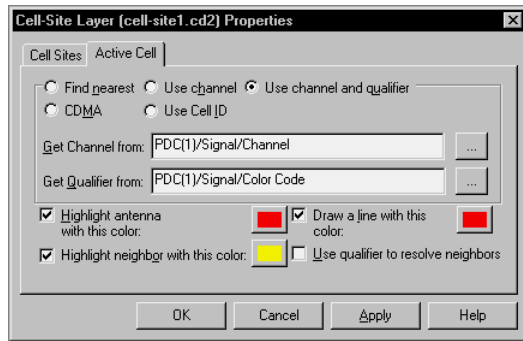 Cell-Site Layer (cell-site1.cd2) Properties
Cell Sites Active Cell
Find nearest Use channel Use channel and qualifier
CDMA Use Cell ID
Get Channel from: PDC(1)/Signal/Channel ...
Get Qualifier from: PDC(1)/Signal/Color Code ...
Highlight antenna with this color:
Draw a line with this color:
Highlight neighbor with this color: Use qualifier to resolve neighbors
OK Cancel Apply Help